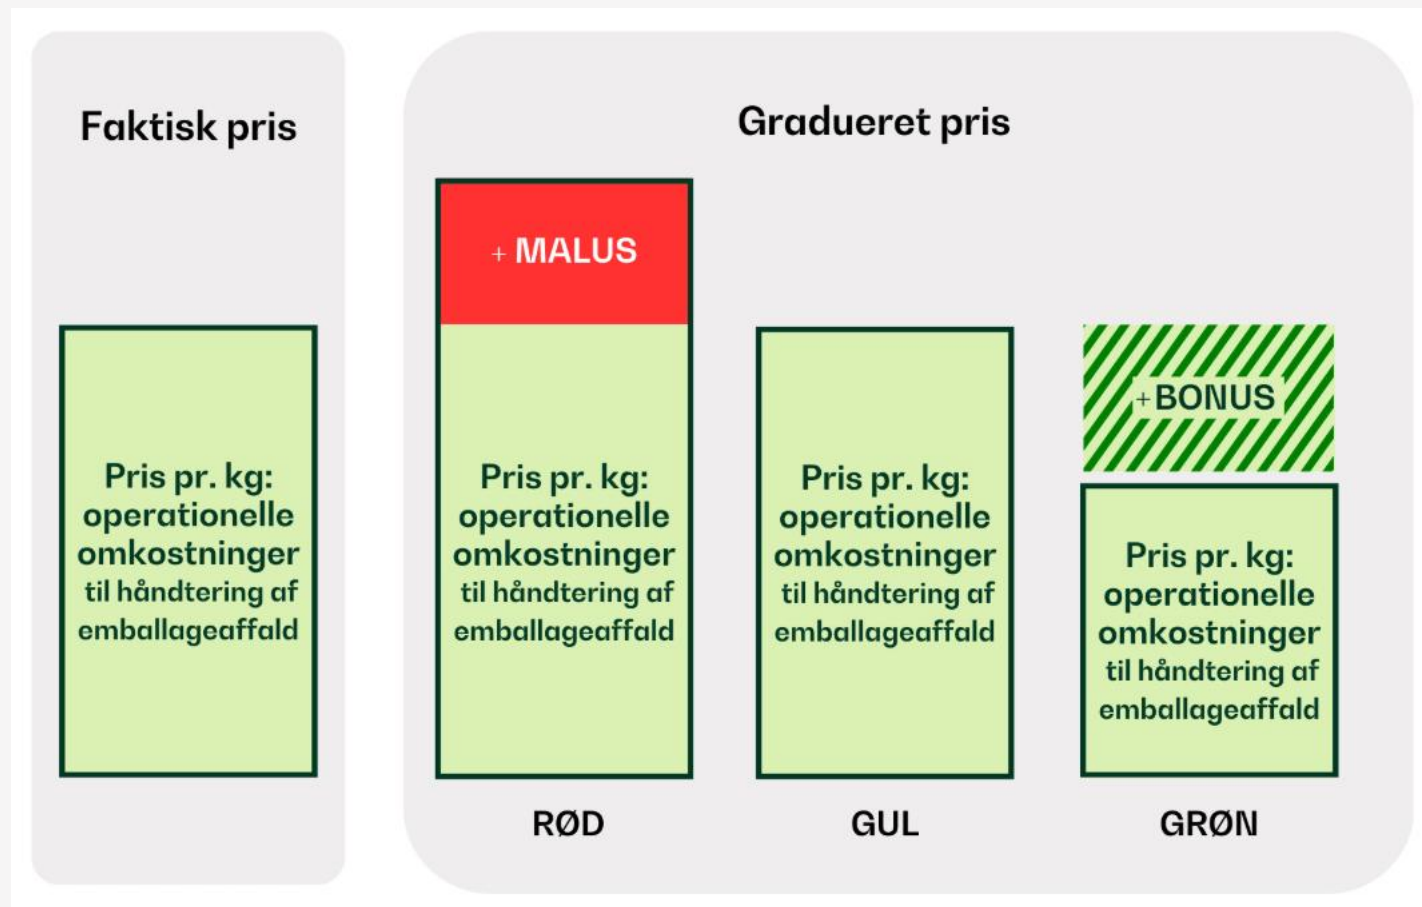 Faktisk pris
Pris pr. kg:
operationelle
omkostninger
til håndtering af
emballageaffald
Gradueret pris
+ MALUS
Pris pr. kg:
operationelle
omkostninger
til håndtering af
emballageaffald
RØD
Pris pr. kg:
operationelle
omkostninger
til håndtering af
emballageaffald
GUL
+BONUS
Pris pr. kg:
operationelle
omkostninger
til håndtering af
emballageaffald
GRØN